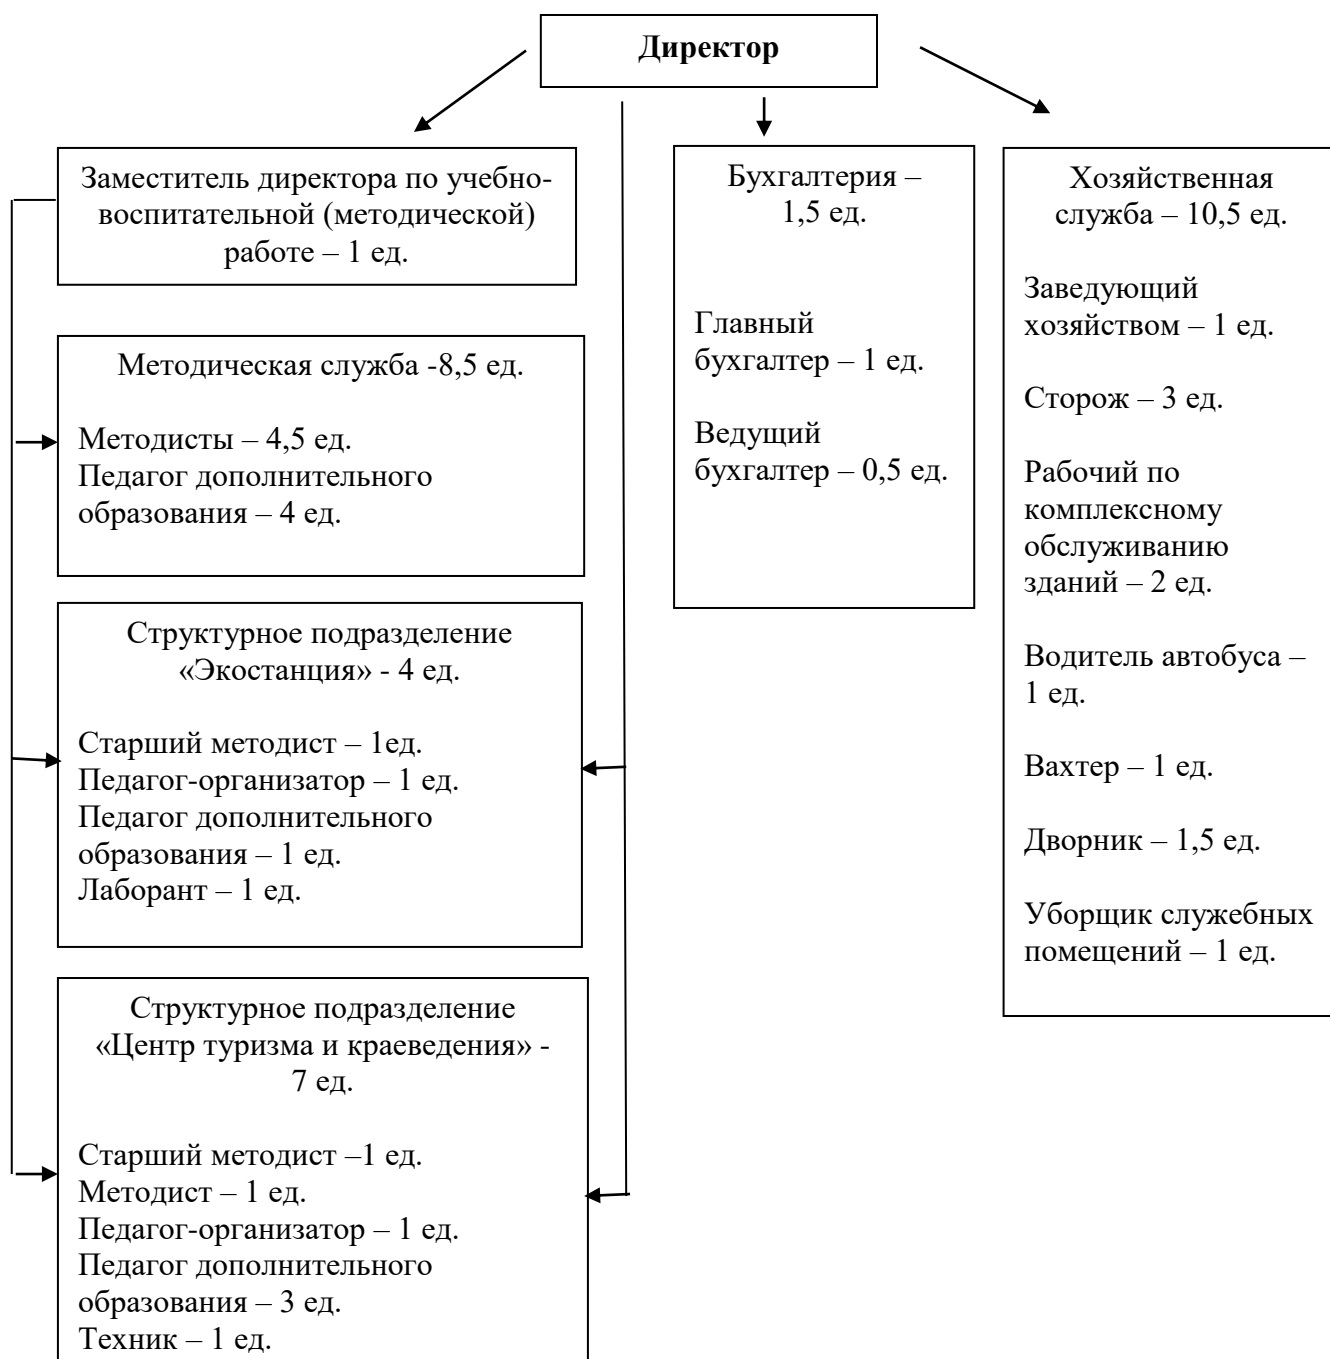 Директор
Заместитель директора по учебно-
воспитательной (методической)
работе – 1 ед.
Методическая служба -8,5 ед.
Методисты – 4,5 ед.
Педагог дополнительного
образования – 4 ед.
Структурное подразделение
«Экостанция» - 4 ед.
Старший методист – 1ед.
Педагог-организатор – 1 ед.
Педагог дополнительного
образования – 1 ед.
Лаборант – 1 ед.
Структурное подразделение
«Центр туризма и краеведения» -
7 ед.
Старший методист –1 ед.
Методист – 1 ед.
Педагог-организатор – 1 ед.
Педагог дополнительного
образования – 3 ед.
Техник – 1 ед.
Бухгалтерия –
1,5 ед.
Главный
бухгалтер – 1 ед.
Ведущий
бухгалтер – 0,5 ед.
Хозяйственная
служба – 10,5 ед.
Заведующий
хозяйством – 1 ед.
Сторож – 3 ед.
Рабочий по
комплексному
обслуживанию
зданий – 2 ед.
Водитель автобуса –
1 ед.
Вахтер – 1 ед.
Дворник – 1,5 ед.
Уборщик служебных
помещений – 1 ед.